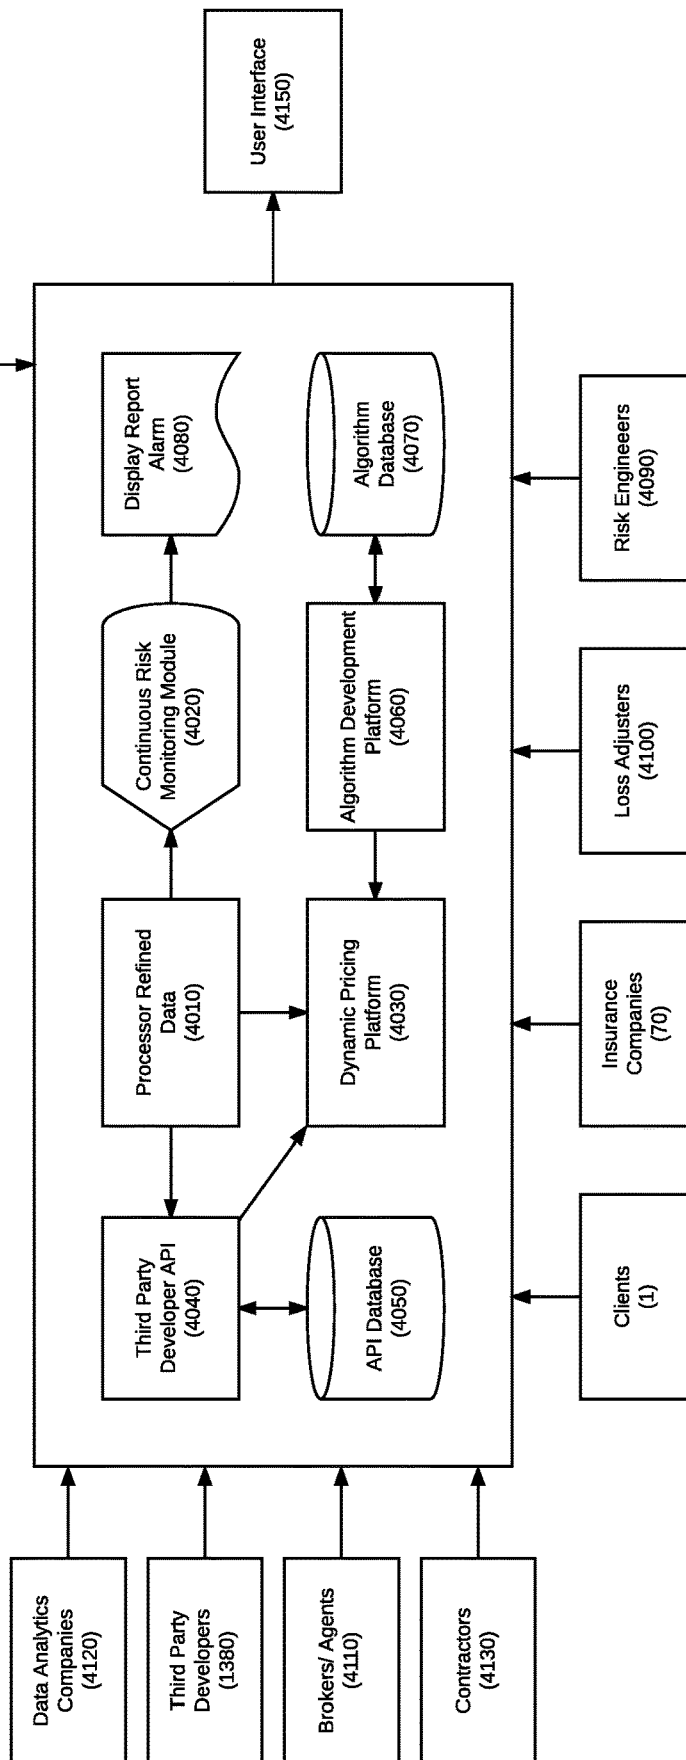 Data Analytics
Companies
(4120)
Third Party
Developers
(1380)
Brokers/ Agents
(4110)
Contractors
(4130)
Third Party
Developer API
(4040)
Processor Refined
Data
(4010)
Continuous Risk
Monitoring Module
(4020)
Display Report
Alarm
(4080)
API Database
(4050)
Dynamic Pricing
Platform
(4030)
Algorithm Development
Platform
(4060)
Algorithm
Database
(4070)
User Interface
(4150)
Clients
(1)
Insurance
Companies
(70)
Loss Adjusters
(4100)
Risk Engineeers
(4090)